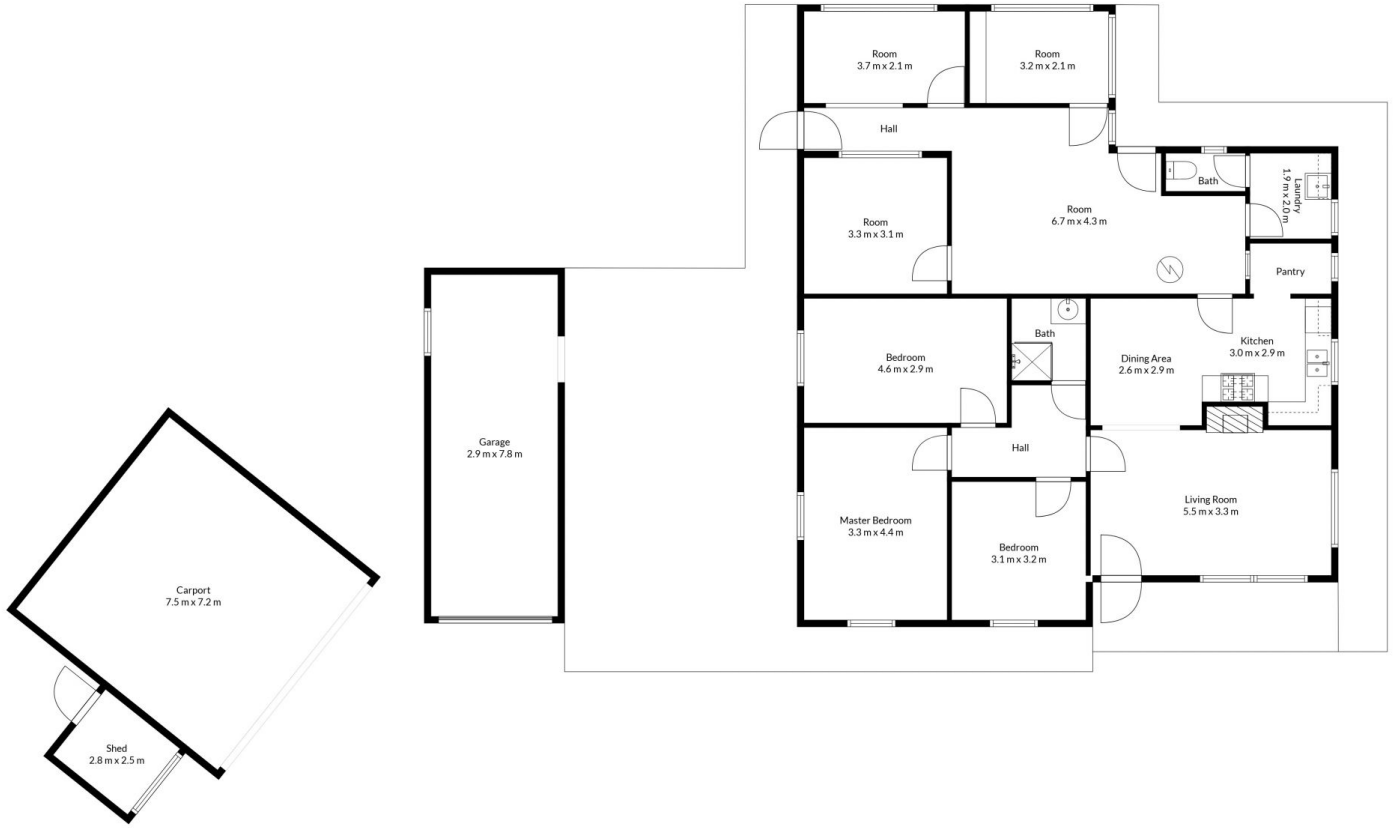 Room
3.7 m x 2.1 m
Room
3.2 m x 2.1 m
Hall
Bath
Laundry
1.9 m x 2.0 m
Room
3.3 m x 3.1 m
Room
6.7 m x 4.3 m
Pantry
Bedroom
4.6 m x 2.9 m
Bath
Dining Area
2.6 m x 2.9 m
Kitchen
3.0 m x 2.9 m
Garage
2.9 m x 7.8 m
Hall
Master Bedroom
3.3 m x 4.4 m
Bedroom
3.1 m x 3.2 m
Living Room
5.5 m x 3.3 m
Carport
7.5 m x 7.2 m
Shed
2.8 m x 2.5 m